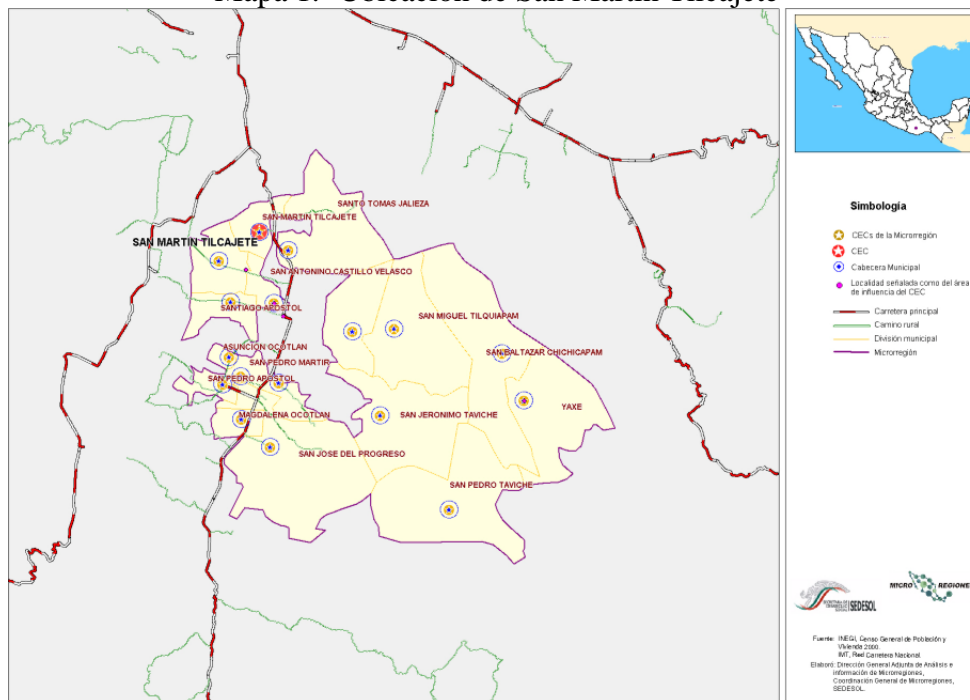 Mapa 1. Ubicación de San Martín Tilcajete
SANTO TOMAS JALIEZA
SAN MARTIN TILCAJETE
SAN MARTIN TILCAJETE
SAN ANTONINO CASTILLO VELASCO
SANTIAGO APOSTOL
SAN MIGUEL TILQUIAPAM
ASUNCION OCOTLAN
SAN BALTAZAR CHICHICAPAM
SAN PEDRO MARTIR
SAN PEDRO APOSTOL
YAXE
MAGDALENA OCOTLAN
SAN JERONIMO TAVICHE
SAN JOSE DEL PROGRESO
SAN PEDRO TAVICHE
Simbología
CECs de la Microrregión
CEC
Cabecera Municipal
Localidad señalada como del área
de influencia del CEC
Carretera principal
Camino rural
División municipal
Microrregión
SEDESOL
MICRO REGIONE
Fuente: INEGI, Censo General de Población y
Vivienda 2000.
IMT, Red Carretera Nacional.
Elaboró: Dirección General Adjunta de Análisis e
Información de Microrregiones,
Coordinación General de Microrregiones,
SEDESOL.